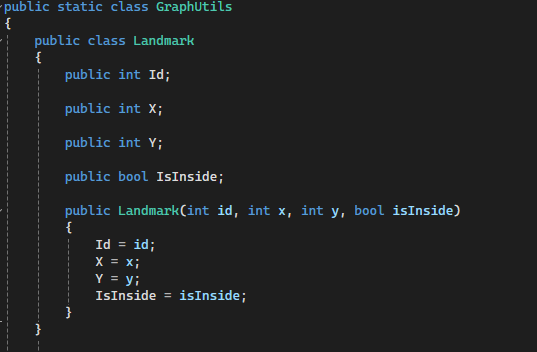 public static class GraphUtils
{
public class Landmark
{
public int Id;
public int X;
public int Y;
public bool IsInside;
public Landmark(int id, int x, int y, bool isInside)
{
Id = id;
X = x;
Y = y;
IsInside = isInside;
}
}